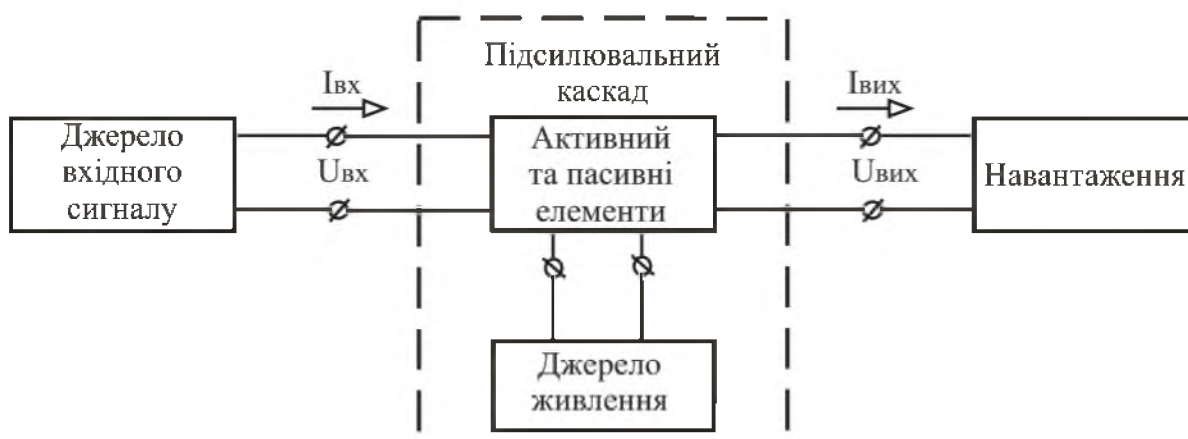 Підсилювальний
каскад
Iвх
Iвих
Джерело
вхідного
сигналу
Uвх
Активний
та пасивні
елементи
Uвих
Навантаження
Джерело
живлення